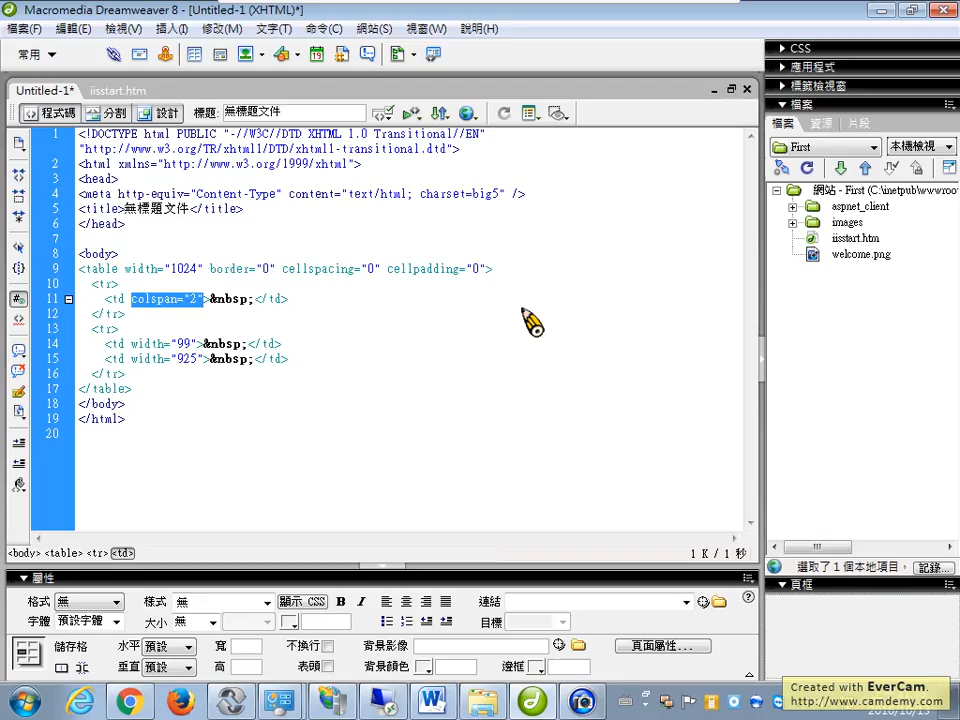 Macromedia Dreamweaver 8 - [Untitled-1 (XHTML)*]
檔案(F) 編輯(E) 檢視(V) 插入(I) 修改(M) 文字(T) 命令(C) 網站(S) 視窗(W) 說明(H)
常用
Untitled-1* iisstart.htm
程式碼 分割 設計 標題: 無標題文件
1 <!DOCTYPE html PUBLIC "-//W3C//DTD XHTML 1.0 Transitional//EN"
"http://www.w3.org/TR/xhtml1/DTD/xhtml1-transitional.dtd">
2 <html xmlns="http://www.w3.org/1999/xhtml">
3 <head>
4 <meta http-equiv="Content-Type" content="text/html; charset=big5" />
5 <title>無標題文件</title>
6 </head>
7
8 <body>
9 <table width="1024" border="0" cellspacing="0" cellpadding="0">
10 <tr>
11 <td colspan="2">&nbsp;</td>
12 </tr>
13 <tr>
14 <td width="99">&nbsp;</td>
15 <td width="925">&nbsp;</td>
16 </tr>
17 </table>
18 </body>
19 </html>
20
<body> <table> <tr> <td> 1 K / 1 秒
CSS
應用程式
標籤檢視窗
檔案
檔案 資源 片段
First 本機檢視
網站 - First (C:\inetpub\wwwroo
aspnet_client
images
iisstart.htm
welcome.png
選取了 1 個本地項目。 記錄...
頁框
屬性
格式 無 樣式 無 顯示 CSS B I 連結
字體 預設字體 大小 無 目標
儲存格 水平 預設 寬 不換行 背景影像 頁面屬性...
垂直 預設 高 表頭 背景顏色 邊框
Created with EverCam.
http://www.camdemy.com